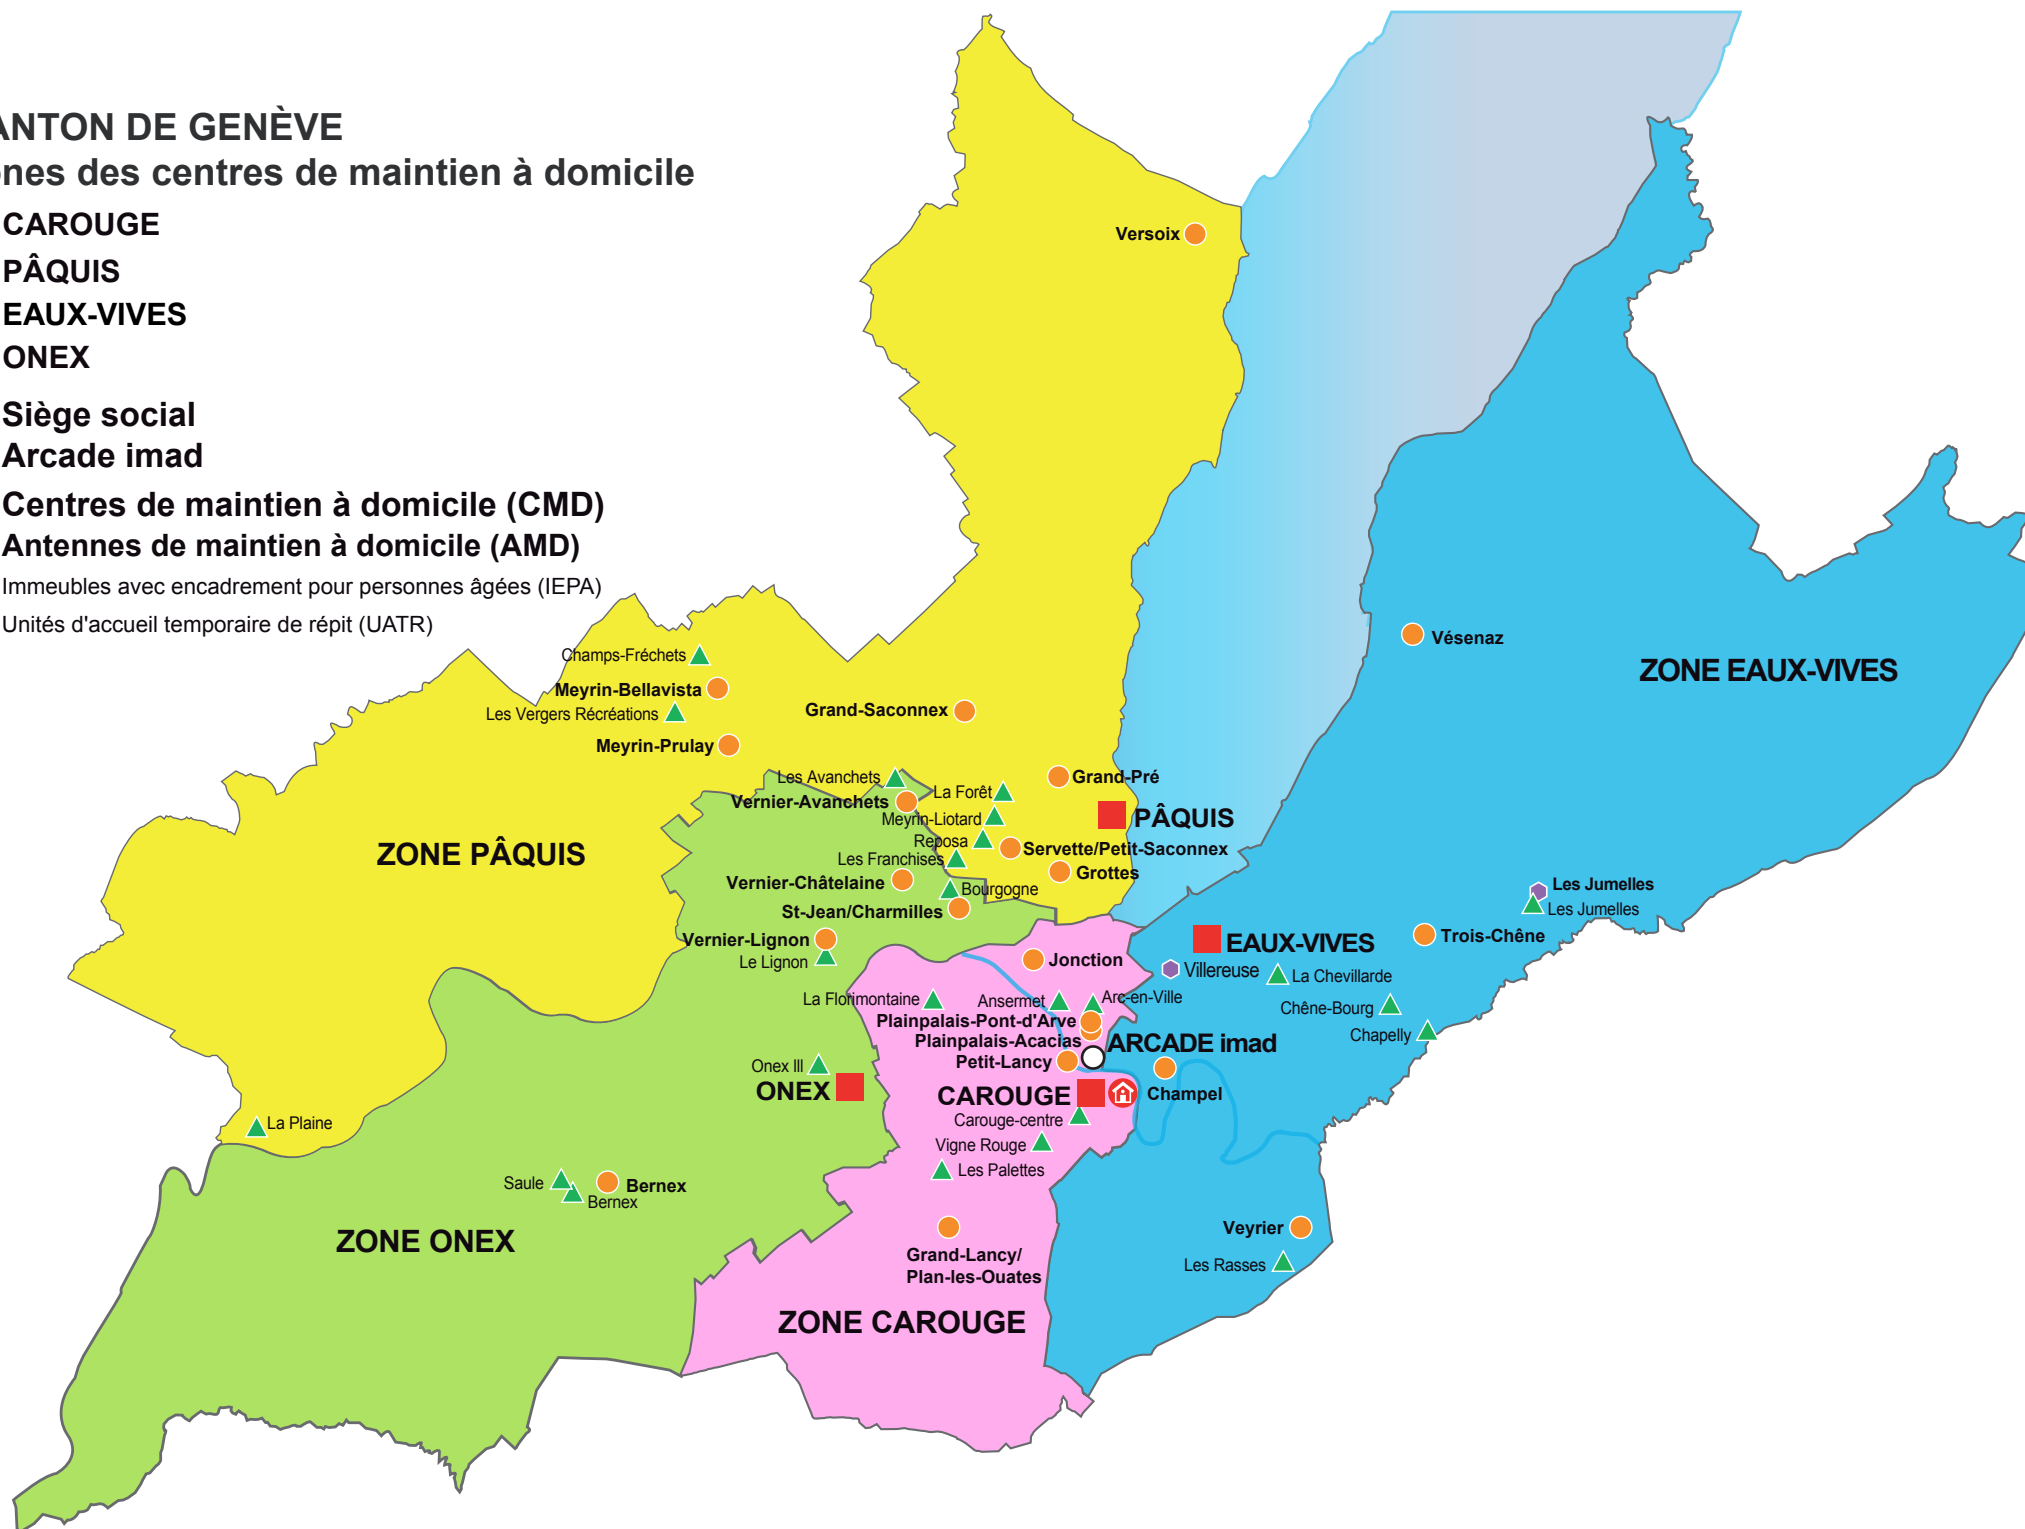 ANTON DE GENÈVE
nes des centres de maintien à domicile
CAROUGE
PÂQUIS
EAUX-VIVES
ONEX
Siège social
Arcade imad
Centres de maintien à domicile (CMD)
Antennes de maintien à domicile (AMD)
Immeubles avec encadrement pour personnes âgées (IEPA)
Unités d'accueil temporaire de répit (UATR)
Versoix
Vésenaz
ZONE EAUX-VIVES
Champs-Fréchets
Meyrin-Bellavista
Les Vergers Récréations
Meyrin-Prulay
Grand-Saconnex
Les Avanchets
Vernier-Avanchets
La Forêt
Grand-Pré
Meyrin-Liotard
PÂQUIS
Reposa
Servette/Petit-Saconnex
Les Franchises
Grottes
ZONE PÂQUIS
Vernier-Châtelaine
Bourgogne
St-Jean/Charmilles
Vernier-Lignon
Le Lignon
Les Jumelles
Les Jumelles
Trois-Chêne
EAUX-VIVES
Villereuse
La Chevillarde
Chêne-Bourg
Chapelly
Jonction
La Florimontaine
Ansermet
Arc-en-Ville
Plainpalais-Pont-d'Arve
Plainpalais-Acacias
ARCADE imad
Petit-Lancy
Onex III
ONEX
CAROUGE
Champel
Carouge-centre
Vigne Rouge
Les Palettes
La Plaine
Saule
Bernex
Bernex
ZONE ONEX
Grand-Lancy/
Plan-les-Ouates
Veyrier
Les Rasses
ZONE CAROUGE